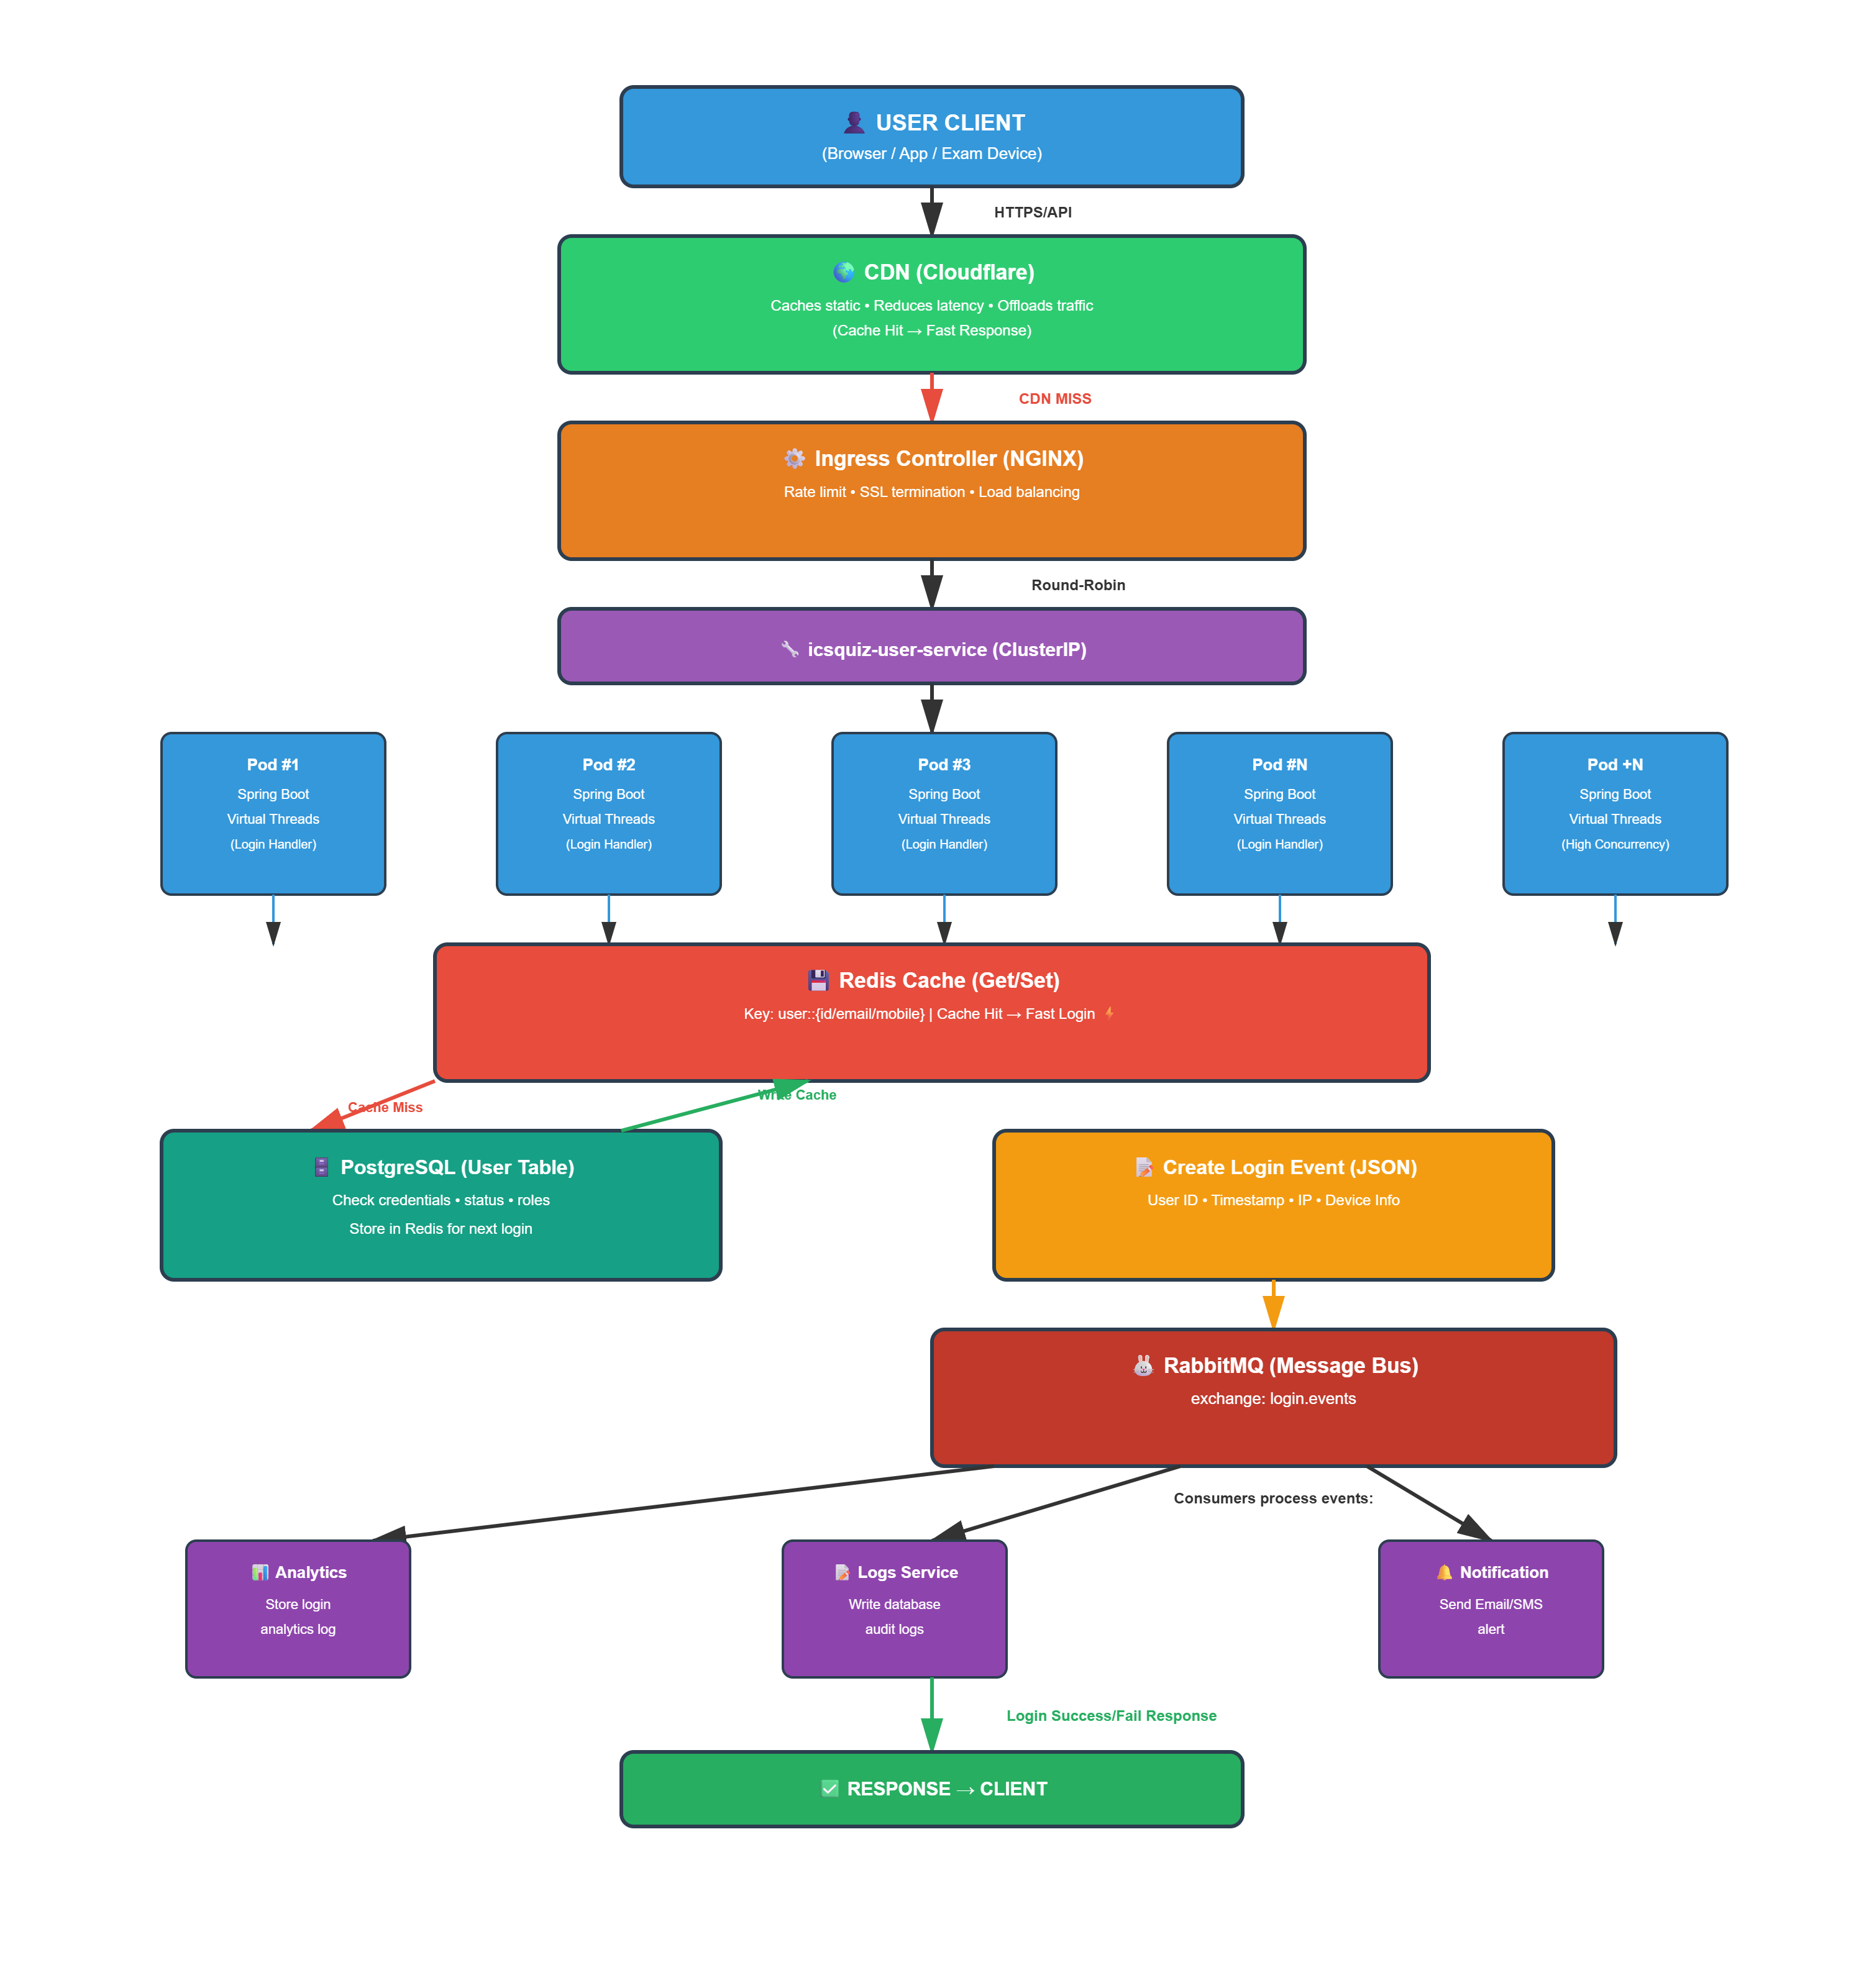 👤 USER CLIENT
(Browser / App / Exam Device)
HTTPS/API
🌍 CDN (Cloudflare)
Caches static • Reduces latency • Offloads traffic
(Cache Hit → Fast Response)
CDN MISS
⚙️ Ingress Controller (NGINX)
Rate limit • SSL termination • Load balancing
Round-Robin
🔧 icsquiz-user-service (ClusterIP)
Pod #1
Spring Boot
Virtual Threads
(Login Handler)
Pod #2
Spring Boot
Virtual Threads
(Login Handler)
Pod #3
Spring Boot
Virtual Threads
(Login Handler)
Pod #N
Spring Boot
Virtual Threads
(Login Handler)
Pod +N
Spring Boot
Virtual Threads
(High Concurrency)
💾 Redis Cache (Get/Set)
Key: user::{id/email/mobile} | Cache Hit → Fast Login ⚡
Cache Miss
Write Cache
🗄️ PostgreSQL (User Table)
Check credentials • status • roles
Store in Redis for next login
📝 Create Login Event (JSON)
User ID • Timestamp • IP • Device Info
🐰 RabbitMQ (Message Bus)
exchange: login.events
Consumers process events:
📊 Analytics
Store login
analytics log
📝 Logs Service
Write database
audit logs
🔔 Notification
Send Email/SMS
alert
Login Success/Fail Response
✅ RESPONSE → CLIENT